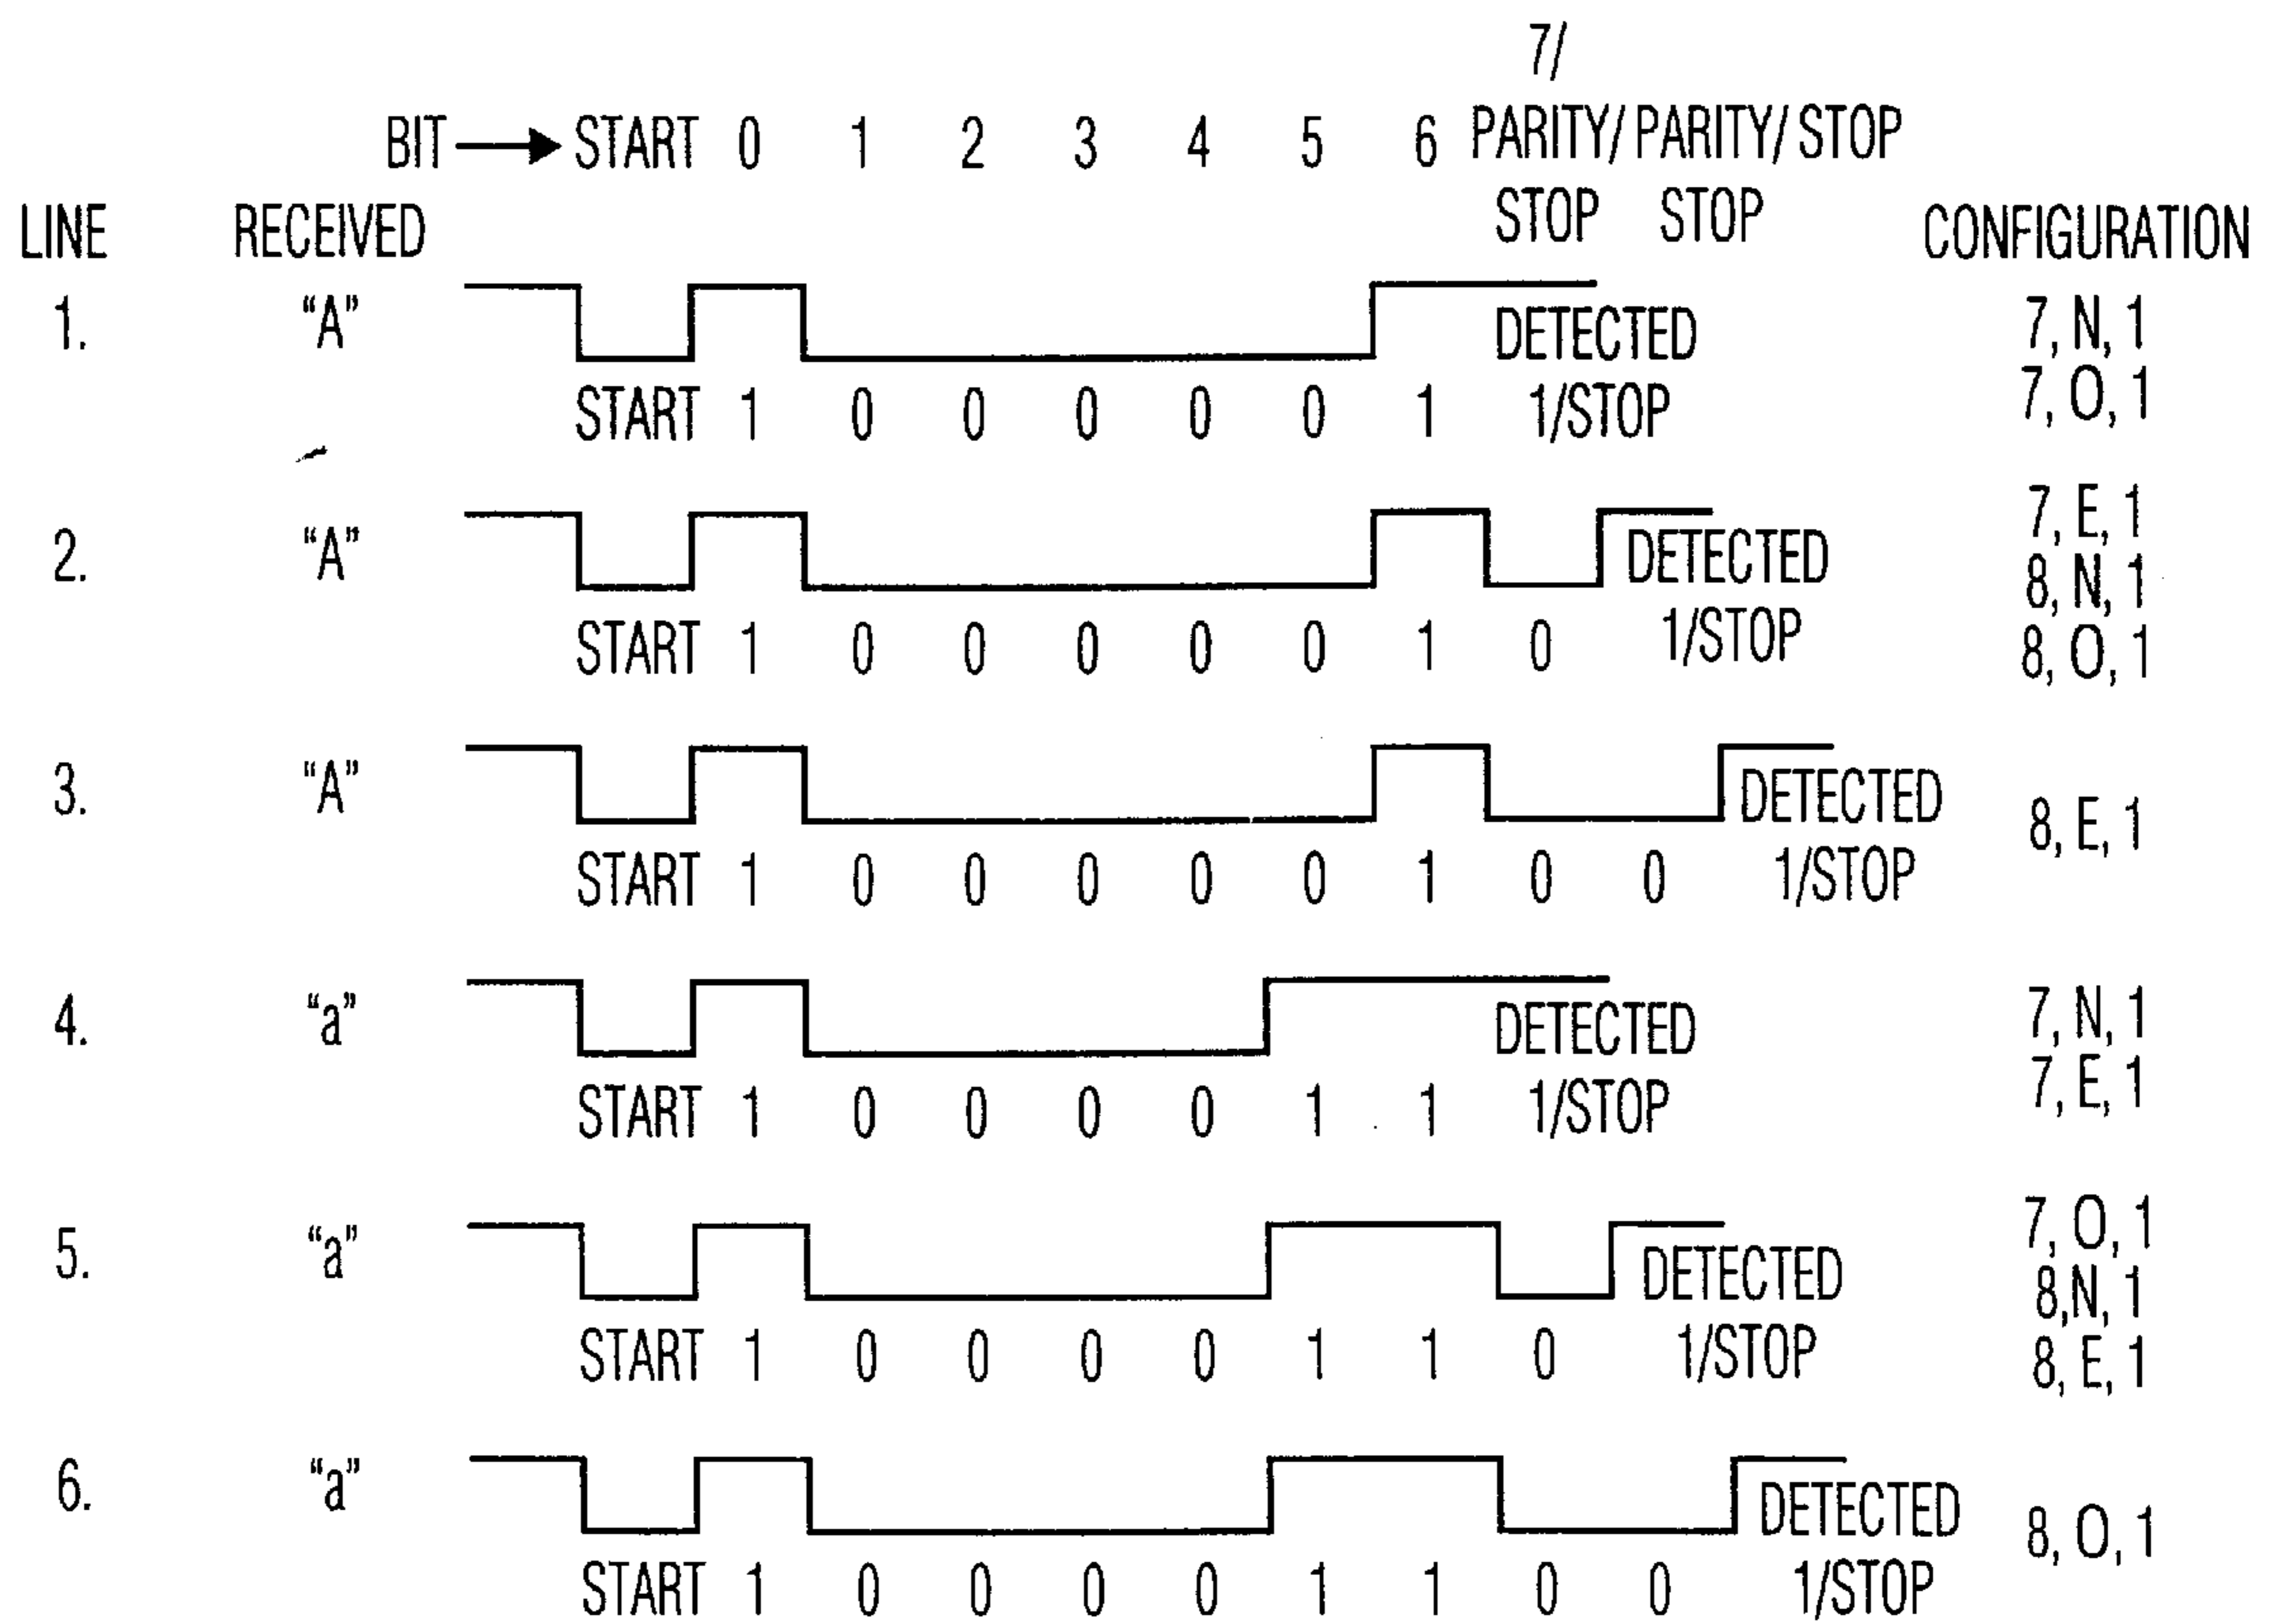 7/
BIT START 0 1 2 3 4 5 6 PARITY/ PARITY/ STOP
STOP STOP
LINE RECEIVED CONFIGURATION
1. "A" DETECTED 7, N, 1
START 1 0 0 0 0 0 1 1/STOP 7, O, 1
2. "A" DETECTED 7, E, 1
8, N, 1
START 1 0 0 0 0 0 1 0 1/STOP 8, O, 1
3. "A" DETECTED 8, E, 1
START 1 0 0 0 0 0 1 0 0 1/STOP
4. "a" DETECTED 7, N, 1
START 1 0 0 0 0 1 1 1/STOP 7, E, 1
5. "a" DETECTED 7, O, 1
8,N, 1
START 1 0 0 0 0 1 1 0 1/STOP 8, E, 1
6. "a" DETECTED 8, O, 1
START 1 0 0 0 0 1 1 0 0 1/STOP